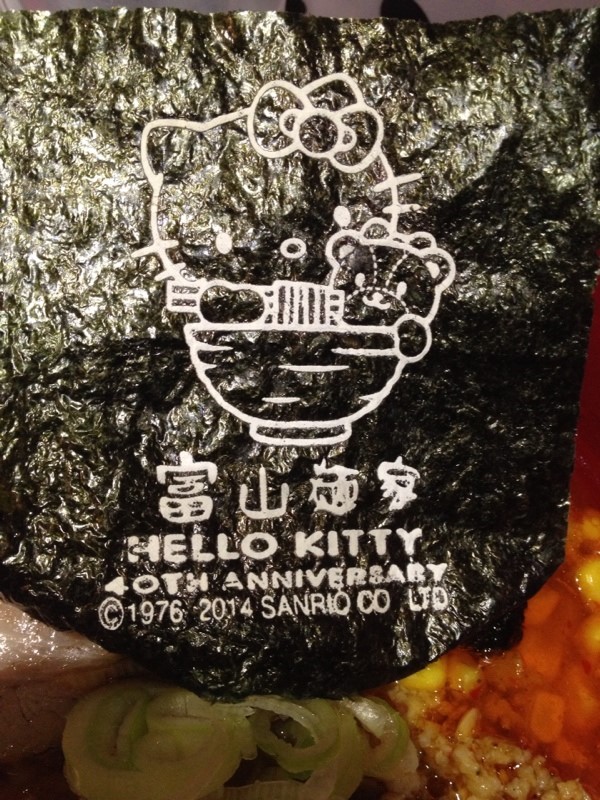 富山麺家
HELLO KITTY
40TH ANNIVERSARY
©1976, 2014 SANRIO CO., LTD.